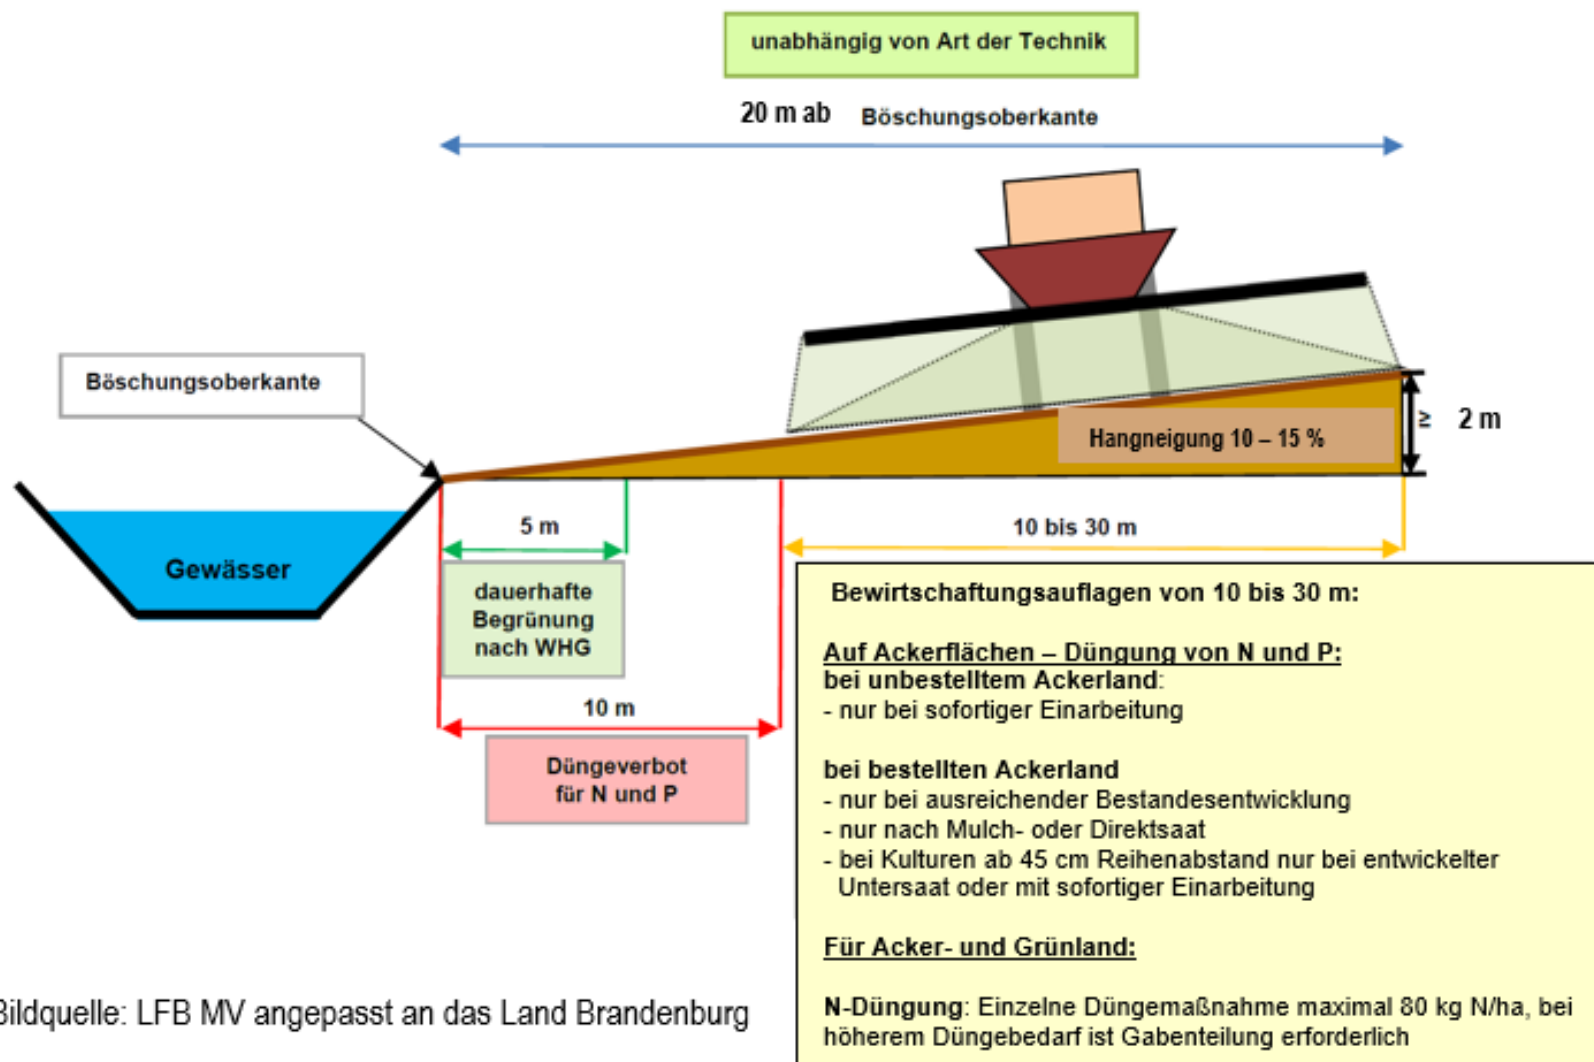 unabhängig von Art der Technik
20 m ab Böschungsoberkante
Böschungsoberkante
≥ 2 m
Hangneigung 10 – 15 %
Gewässer
5 m
10 bis 30 m
dauerhafte
Begrünung
nach WHG
10 m
Düngeverbot
für N und P
Bewirtschaftungsauflagen von 10 bis 30 m:
Auf Ackerflächen – Düngung von N und P:
bei unbestelltem Ackerland:
- nur bei sofortiger Einarbeitung
bei bestellten Ackerland
- nur bei ausreichender Bestandesentwicklung
- nur nach Mulch- oder Direktsaat
- bei Kulturen ab 45 cm Reihenabstand nur bei entwickelter
Untersaat oder mit sofortiger Einarbeitung
Für Acker- und Grünland:
N-Düngung: Einzelne Düngemaßnahme maximal 80 kg N/ha, bei
höherem Düngebedarf ist Gabenteilung erforderlich
Bildquelle: LFB MV angepasst an das Land Brandenburg